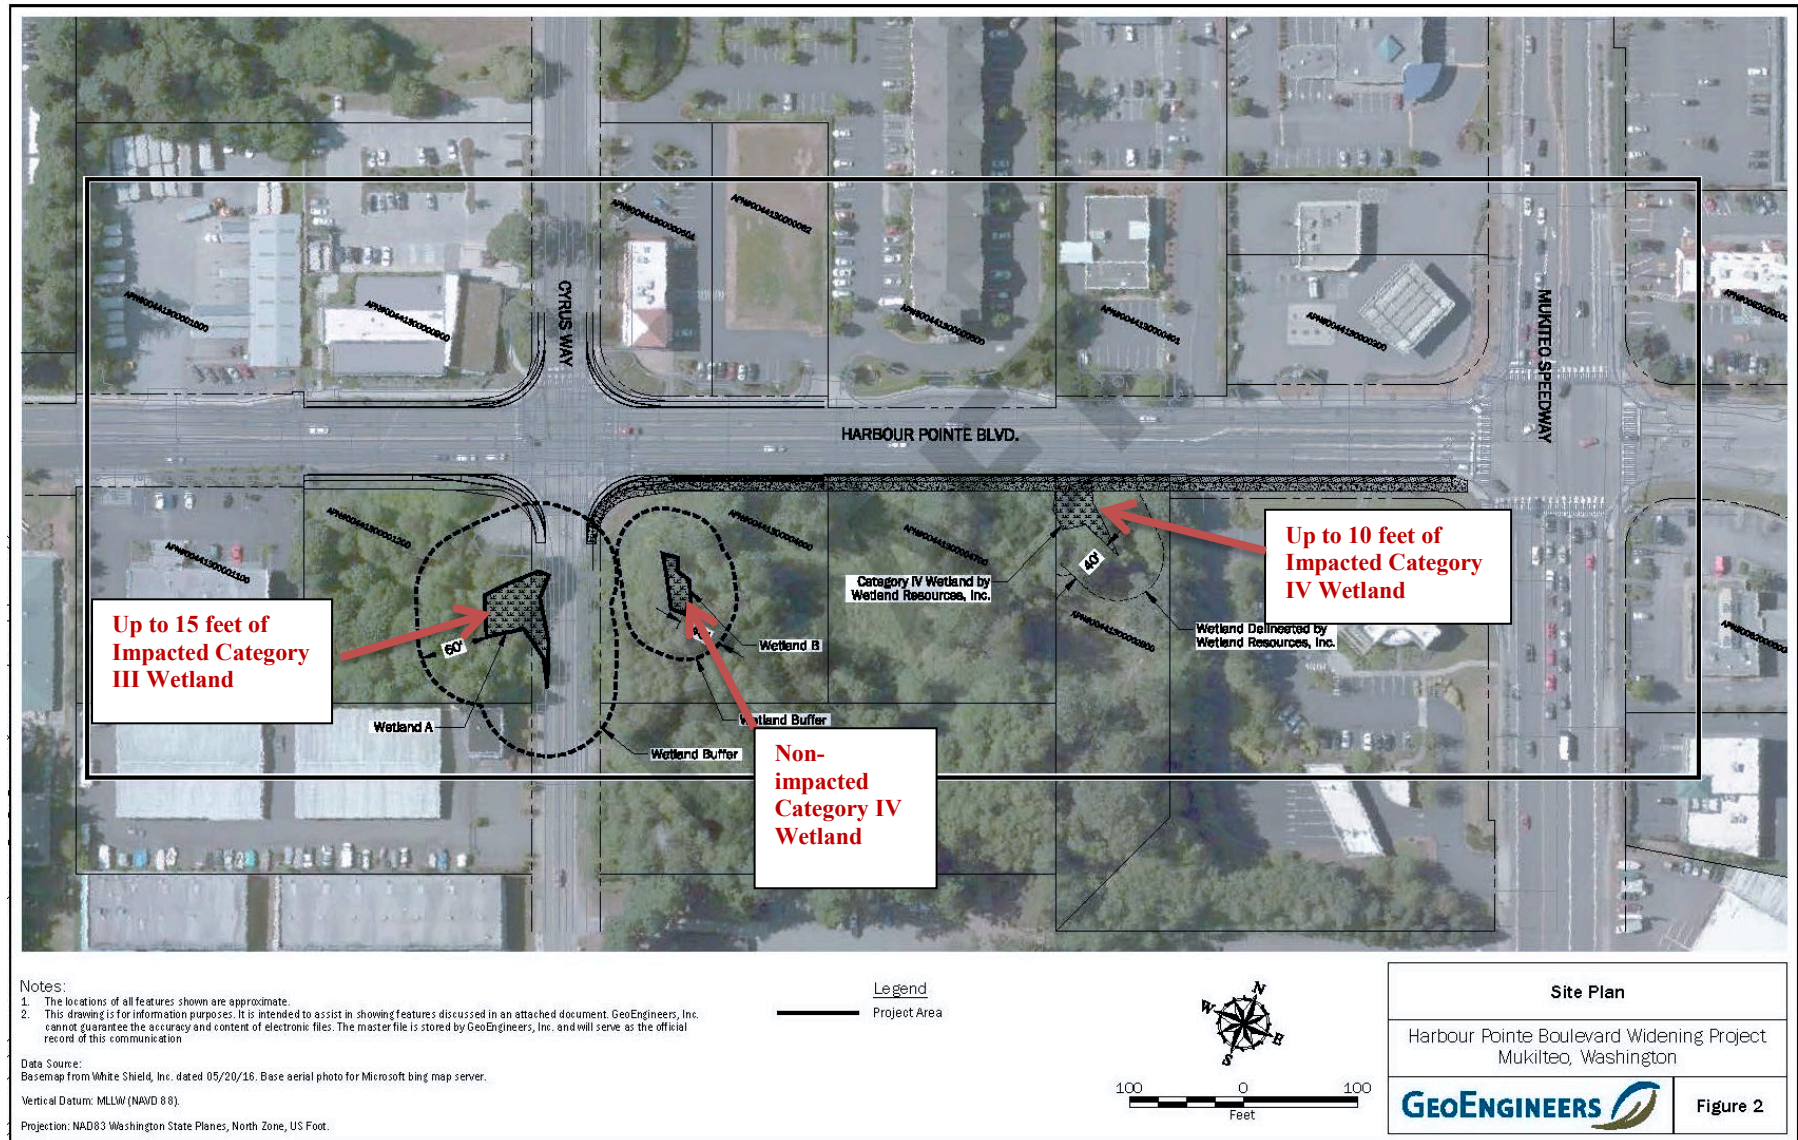 CYRUS WAY
MUKITEO SPEEDWAY
HARBOUR POINTE BLVD.
Up to 15 feet of
Impacted Category
III Wetland
Up to 10 feet of
Impacted Category
IV Wetland
Non-
impacted
Category IV
Wetland
Category IV Wetland by
Wetland Resources, Inc.
40'
Wetland Delineated by
Wetland Resources, Inc.
60'
Wetland A
Wetland B
Wetland Buffer
Wetland Buffer
Notes:
1. The locations of all features shown are approximate.
2. This drawing is for information purposes. It is intended to assist in showing features discussed in an attached document. GeoEngineers, Inc.
cannot guarantee the accuracy and content of electronic files. The master file is stored by GeoEngineers, Inc. and will serve as the official
record of this communication
Data Source:
Basemap from White Shield, Inc. dated 05/20/16. Base aerial photo for Microsoft bing map server.
Vertical Datum: MLLW (NAVD 88).
Projection: NAD83 Washington State Planes, North Zone, US Foot.
Legend
Project Area
N
W
E
S
100 0 100
Feet
Site Plan
Harbour Pointe Boulevard Widening Project
Mukilteo, Washington
GEOENGINEERS
Figure 2